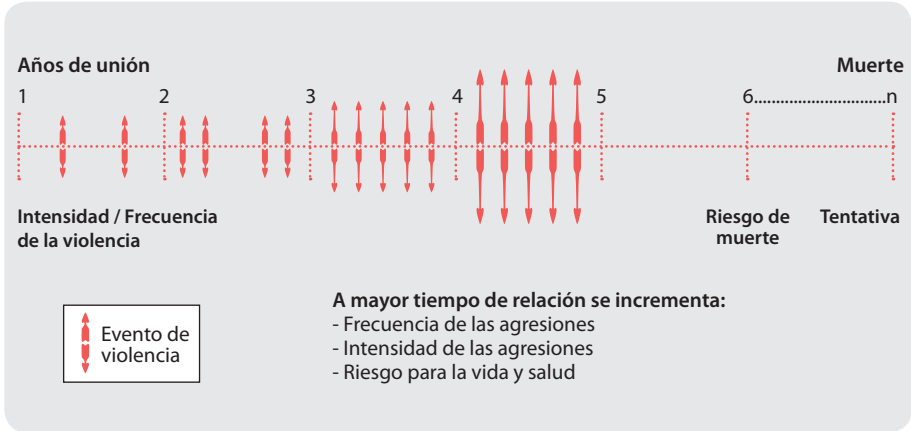 Años de unión
Muerte
1 2 3 4 5 6...............................n
Intensidad / Frecuencia
de la violencia
Riesgo de
muerte
Tentativa
Evento de
violencia
A mayor tiempo de relación se incrementa:
- Frecuencia de las agresiones
- Intensidad de las agresiones
- Riesgo para la vida y salud